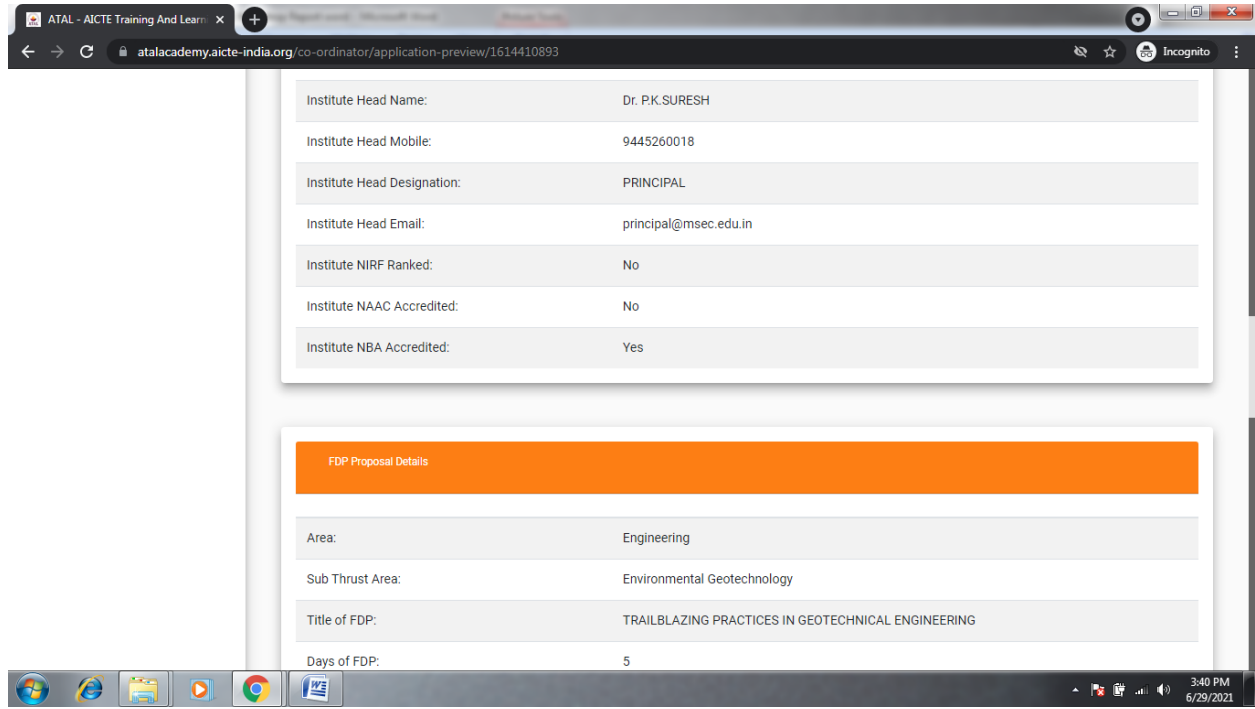 ATAL - AICTE Training And Learn
atalacademy.aicte-india.org/co-ordinator/application-preview/1614410893
Incognito
Institute Head Name: Dr. P.K.SURESH
Institute Head Mobile: 9445260018
Institute Head Designation: PRINCIPAL
Institute Head Email: principal@msec.edu.in
Institute NIRF Ranked: No
Institute NAAC Accredited: No
Institute NBA Accredited: Yes
FDP Proposal Details
Area: Engineering
Sub Thrust Area: Environmental Geotechnology
Title of FDP: TRAILBLAZING PRACTICES IN GEOTECHNICAL ENGINEERING
Days of FDP: 5
3:40 PM
6/29/2021